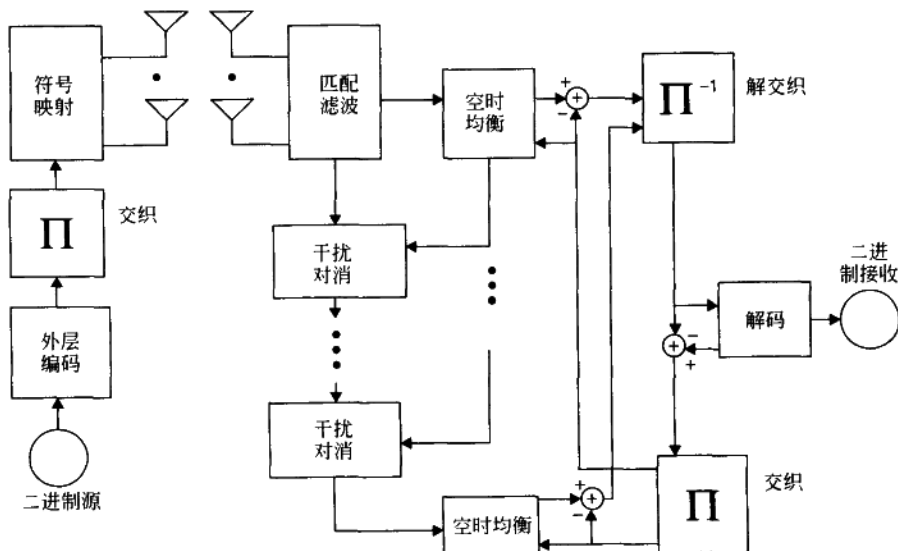 符号
映射
匹配
滤波
空时
均衡
+
−
+
∏⁻¹
解交织
∏
交织
干扰
对消
二进
制接收
解码
外层
编码
+
−
+
干扰
对消
二进制源
空时均衡
+
−
+
∏
交织